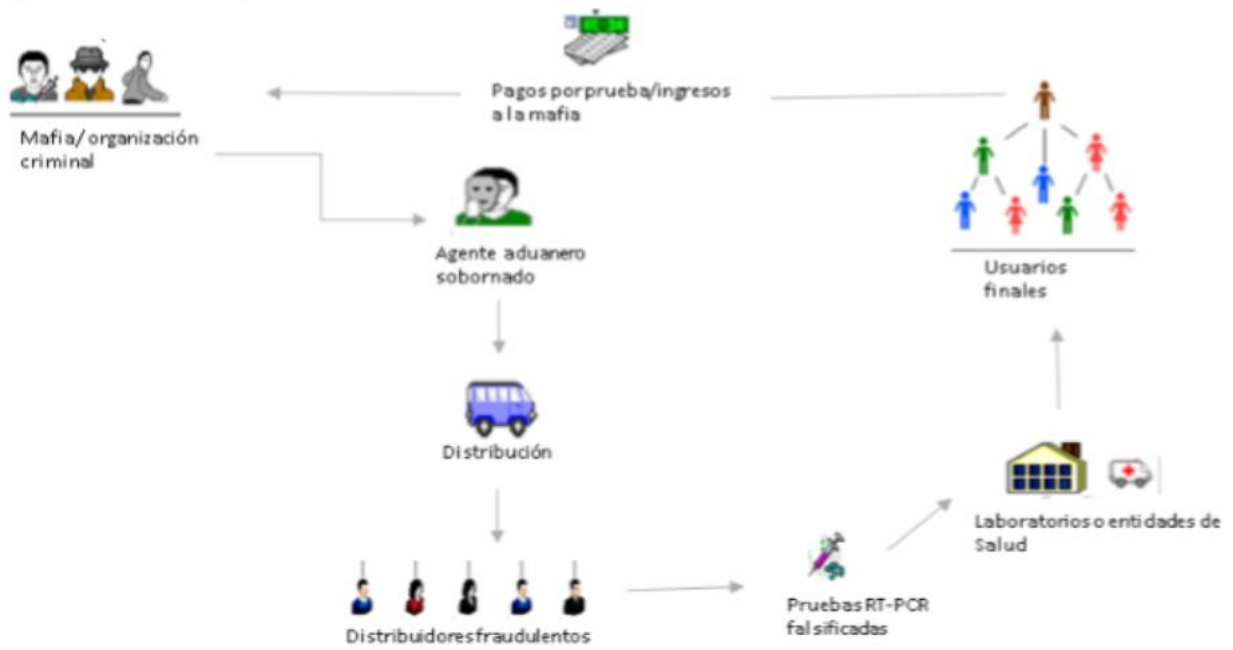 Pagos por prueba/ingresos
a la mafia
Mafia/ organización
criminal
Agente aduanero
sobornado
Usuarios
finales
Distribución
Laboratorios o entidades de
Salud
Pruebas RT-PCR
falsificadas
Distribuidores fraudulentos